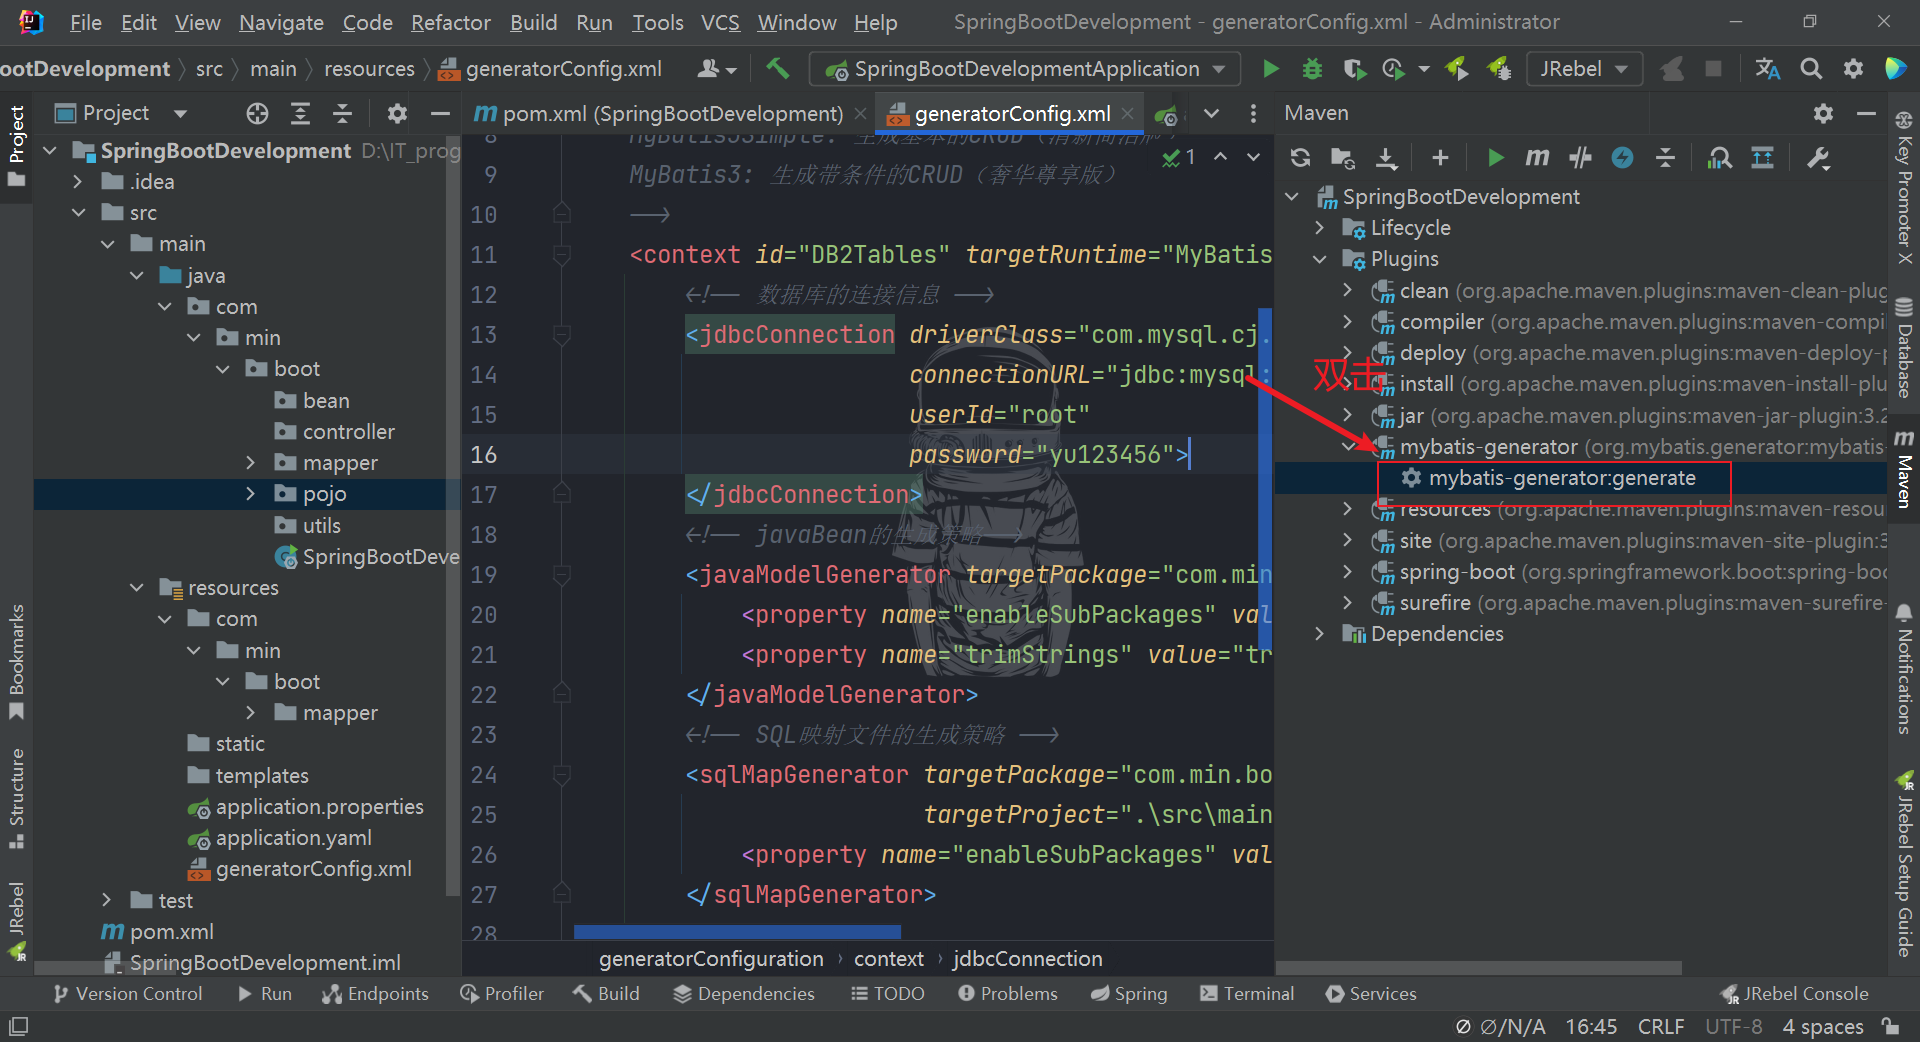 File Edit View Navigate Code Refactor Build Run Tools VCS Window Help SpringBootDevelopment - generatorConfig.xml - Administrator
ootDevelopment src main resources generatorConfig.xml SpringBootDevelopmentApplication JRebel
Project
pom.xml (SpringBootDevelopment) generatorConfig.xml
Maven
Project
SpringBootDevelopment D:\IT_prog
.idea
src
main
java
com
min
boot
bean
controller
mapper
pojo
utils
SpringBootDeve
resources
com
min
boot
mapper
static
templates
application.properties
application.yaml
generatorConfig.xml
test
pom.xml
SpringBootDevelopment.iml
Bookmarks
Structure
JRebel
8
1
9 MyBatis3: 生成带条件的CRUD（奢华尊享版）
10 -->
11 <context id="DB2Tables" targetRuntime="MyBatis
12 <!-- 数据库的连接信息 -->
13 <jdbcConnection driverClass="com.mysql.cj.
14 connectionURL="jdbc:mysql:
15 userId="root"
16 password="yu123456">
17 </jdbcConnection>
18 <!-- javaBean的生成策略-->
19 <javaModelGenerator targetPackage="com.min
20 <property name="enableSubPackages" val
21 <property name="trimStrings" value="tr
22 </javaModelGenerator>
23 <!-- SQL映射文件的生成策略 -->
24 <sqlMapGenerator targetPackage="com.min.bo
25 targetProject=".\src\main
26 <property name="enableSubPackages" val
27 </sqlMapGenerator>
28
generatorConfiguration context jdbcConnection
SpringBootDevelopment
Lifecycle
Plugins
clean (org.apache.maven.plugins:maven-clean-plug
compiler (org.apache.maven.plugins:maven-compi
deploy (org.apache.maven.plugins:maven-deploy-p
双击
install (org.apache.maven.plugins:maven-install-plu
jar (org.apache.maven.plugins:maven-jar-plugin:3.2
mybatis-generator (org.mybatis.generator:mybatis-
mybatis-generator:generate
resources (org.apache.maven.plugins:maven-resou
site (org.apache.maven.plugins:maven-site-plugin:3
spring-boot (org.springframework.boot:spring-boo
surefire (org.apache.maven.plugins:maven-surefire-
Dependencies
Key Promoter X
Database
Maven
Notifications
JRebel Setup Guide
Version Control Run Endpoints Profiler Build Dependencies TODO Problems Spring Terminal Services JRebel Console
∅/N/A 16:45 CRLF UTF-8 4 spaces